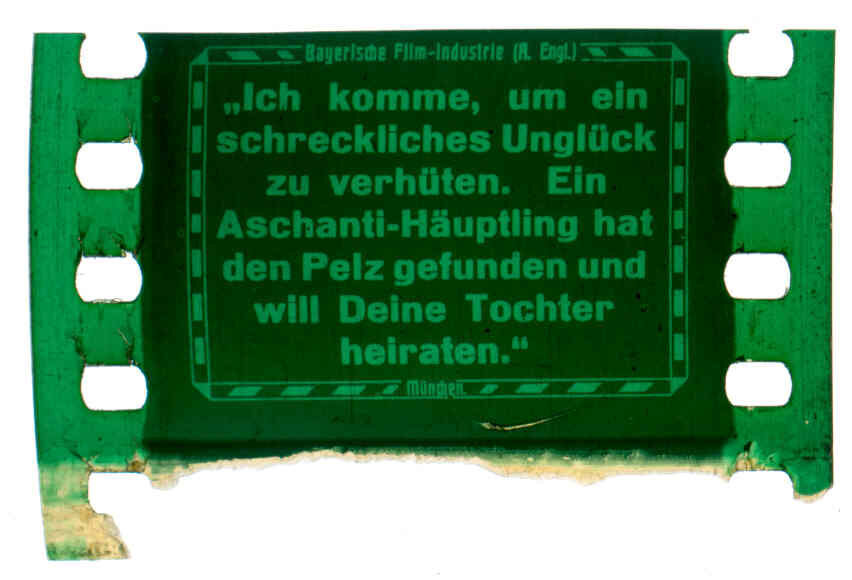 Bayerische Film-Industrie (A. Engl.)
„Ich komme, um ein
schreckliches Unglück
zu verhüten. Ein
Aschanti-Häuptling hat
den Pelz gefunden und
will Deine Tochter
heiraten.“
München.